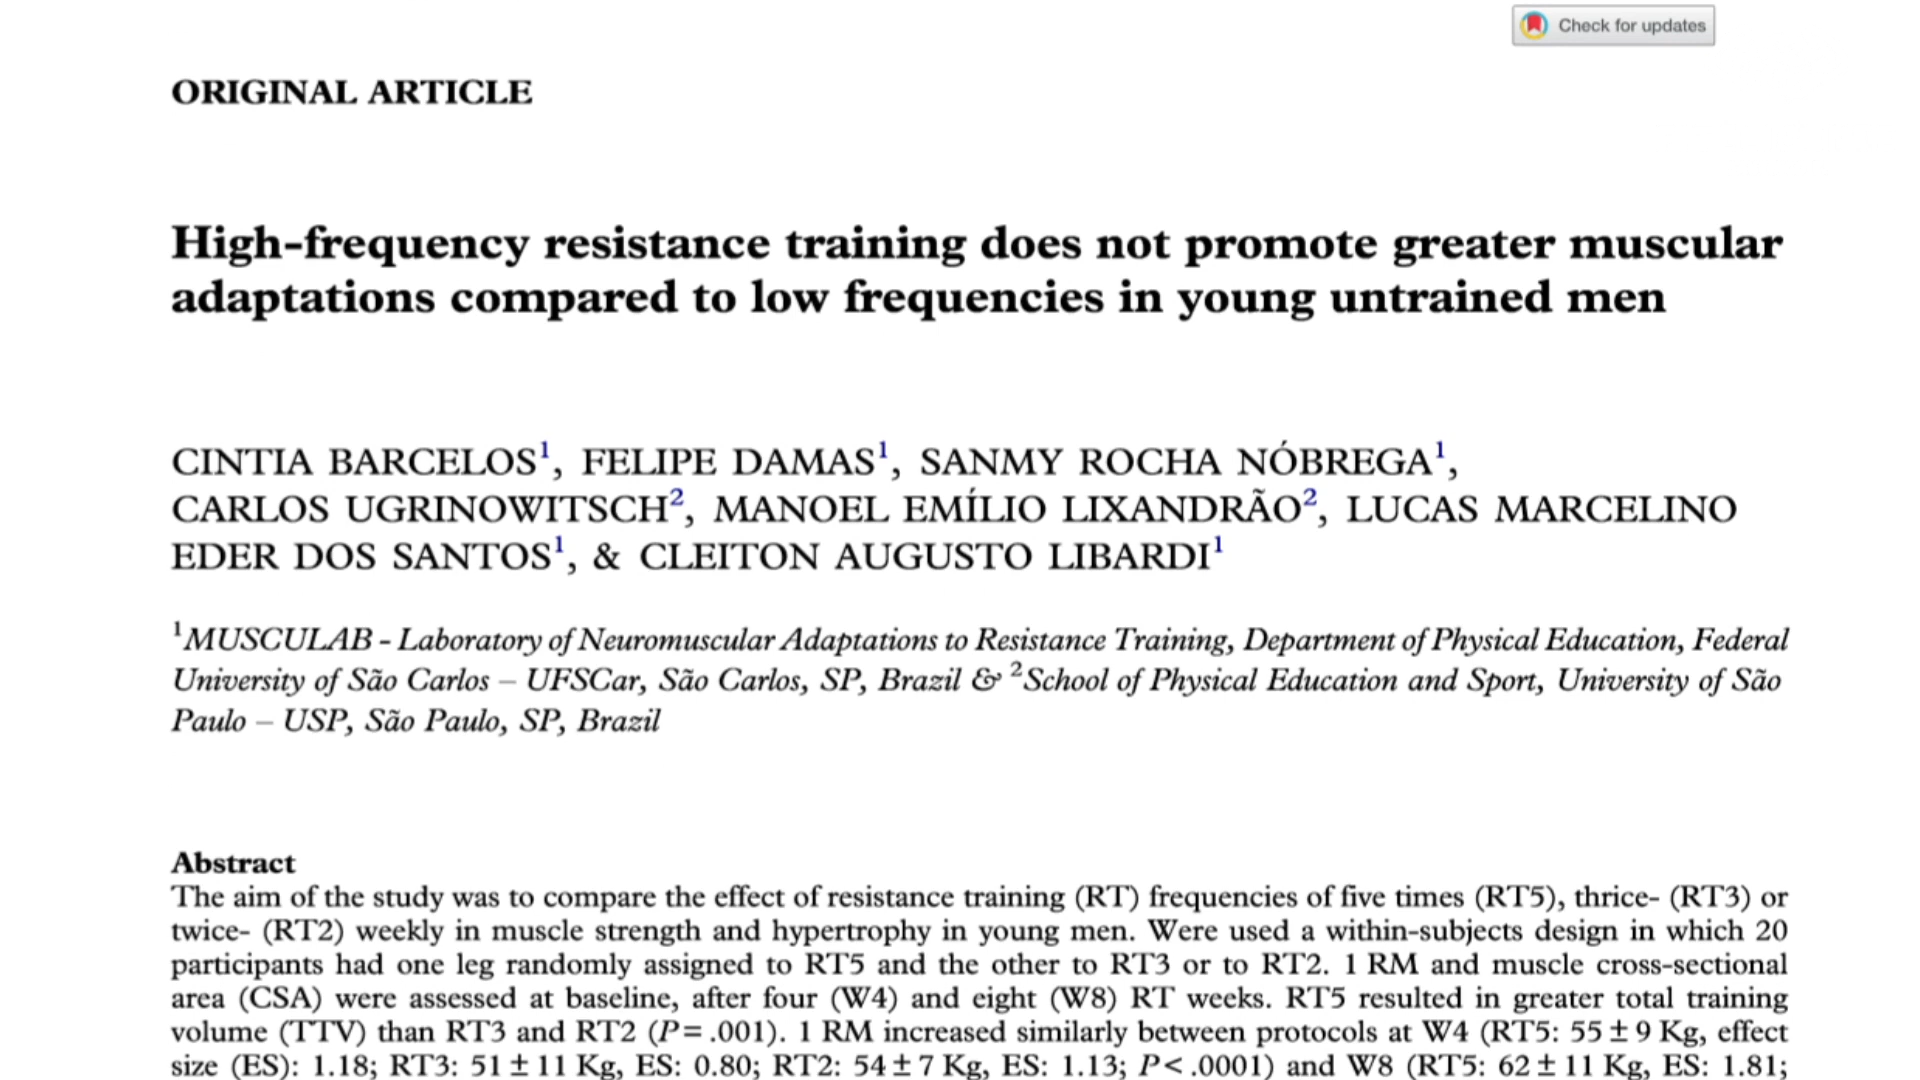 Check for updates
ORIGINAL ARTICLE
High-frequency resistance training does not promote greater muscular
adaptations compared to low frequencies in young untrained men
CINTIA BARCELOS¹, FELIPE DAMAS¹, SANMY ROCHA NÓBREGA¹,
CARLOS UGRINOWITSCH², MANOEL EMÍLIO LIXANDRÃO², LUCAS MARCELINO
EDER DOS SANTOS¹, & CLEITON AUGUSTO LIBARDI¹
¹MUSCULAB - Laboratory of Neuromuscular Adaptations to Resistance Training, Department of Physical Education, Federal
University of São Carlos – UFSCar, São Carlos, SP, Brazil & ²School of Physical Education and Sport, University of São
Paulo – USP, São Paulo, SP, Brazil
Abstract
The aim of the study was to compare the effect of resistance training (RT) frequencies of five times (RT5), thrice- (RT3) or
twice- (RT2) weekly in muscle strength and hypertrophy in young men. Were used a within-subjects design in which 20
participants had one leg randomly assigned to RT5 and the other to RT3 or to RT2. 1 RM and muscle cross-sectional
area (CSA) were assessed at baseline, after four (W4) and eight (W8) RT weeks. RT5 resulted in greater total training
volume (TTV) than RT3 and RT2 (P = .001). 1 RM increased similarly between protocols at W4 (RT5: 55 ± 9 Kg, effect
size (ES): 1.18; RT3: 51 ± 11 Kg, ES: 0.80; RT2: 54 ± 7 Kg, ES: 1.13; P < .0001) and W8 (RT5: 62 ± 11 Kg, ES: 1.81;